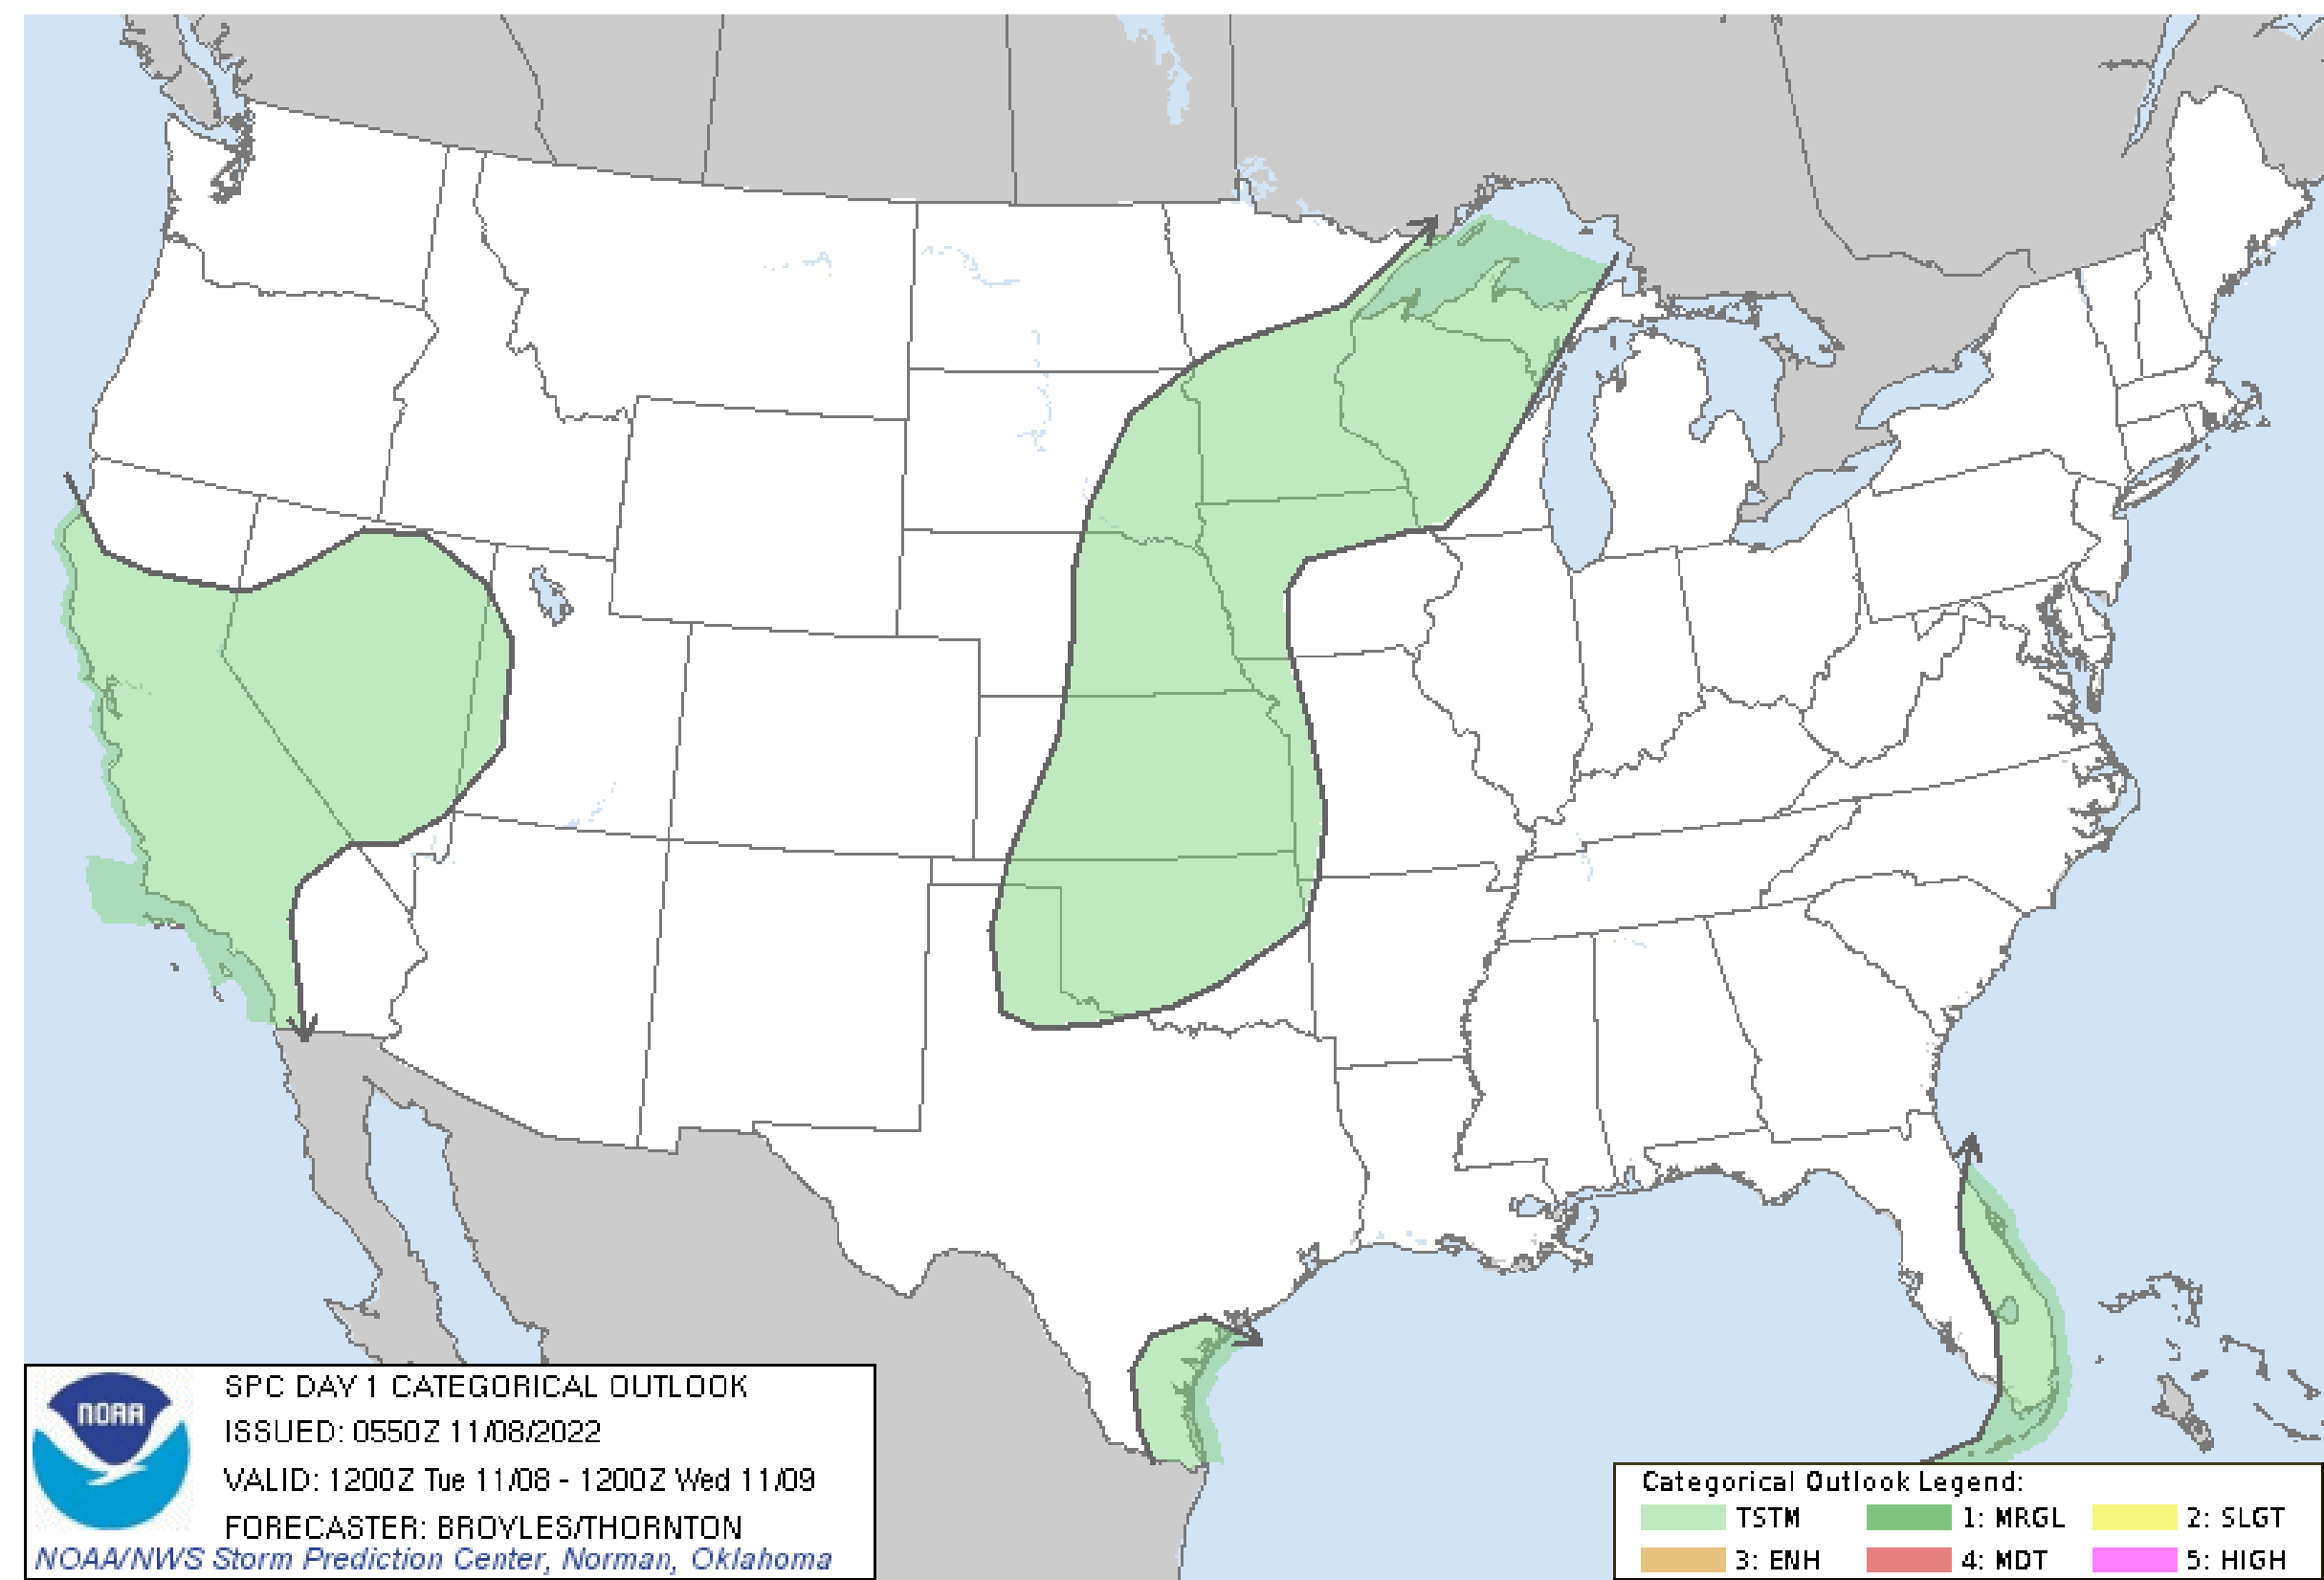 NOAA
SPC DAY 1 CATEGORICAL OUTLOOK
ISSUED: 0550Z 11/08/2022
VALID: 1200Z Tue 11/08 - 1200Z Wed 11/09
FORECASTER: BROYLES/THORNTON
NOAA/NWS Storm Prediction Center, Norman, Oklahoma
Categorical Outlook Legend:
TSTM 1: MRGL 2: SLGT
3: ENH 4: MDT 5: HIGH